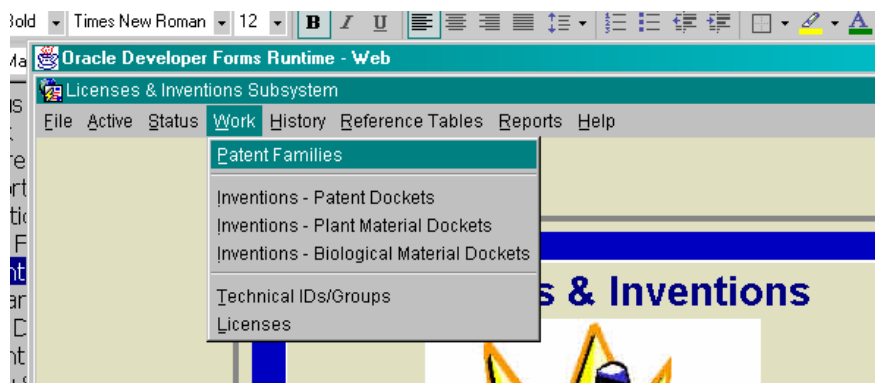 Times New Roman 12 B I U A
Oracle Developer Forms Runtime - Web
Licenses & Inventions Subsystem
File Active Status Work History Reference Tables Reports Help
Patent Families
Inventions - Patent Dockets
Inventions - Plant Material Dockets
Inventions - Biological Material Dockets
Technical IDs/Groups
Licenses
s & Inventions